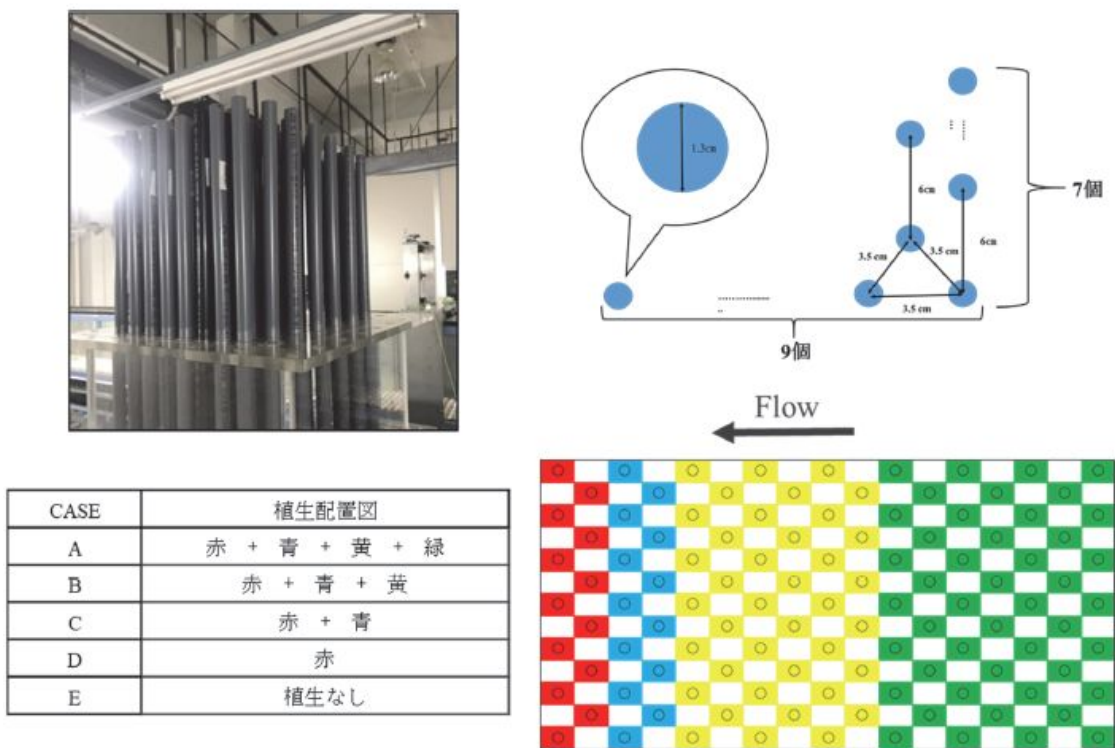 1.3cm
6cm
6cm
3.5 cm
3.5 cm
3.5 cm
7個
9個
Flow
CASE 植生配置図
A 赤 + 青 + 黄 + 緑
B 赤 + 青 + 黄
C 赤 + 青
D 赤
E 植生なし